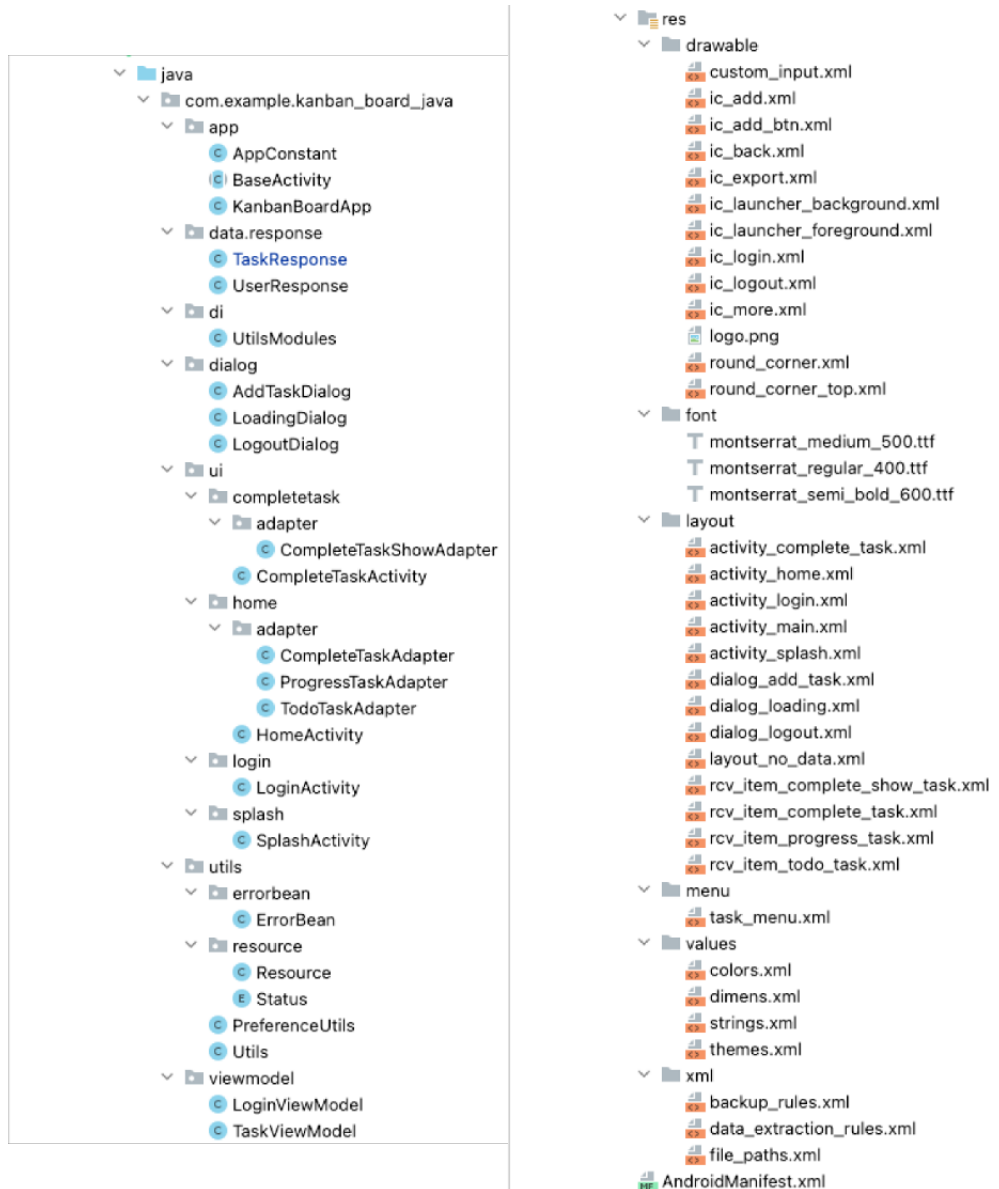 java
com.example.kanban_board_java
app
AppConstant
BaseActivity
KanbanBoardApp
data.response
TaskResponse
UserResponse
di
UtilsModules
dialog
AddTaskDialog
LoadingDialog
LogoutDialog
ui
completetask
adapter
CompleteTaskShowAdapter
CompleteTaskActivity
home
adapter
CompleteTaskAdapter
ProgressTaskAdapter
TodoTaskAdapter
HomeActivity
login
LoginActivity
splash
SplashActivity
utils
errorbean
ErrorBean
resource
Resource
Status
PreferenceUtils
Utils
viewmodel
LoginViewModel
TaskViewModel
res
drawable
custom_input.xml
ic_add.xml
ic_add_btn.xml
ic_back.xml
ic_export.xml
ic_launcher_background.xml
ic_launcher_foreground.xml
ic_login.xml
ic_logout.xml
ic_more.xml
logo.png
round_corner.xml
round_corner_top.xml
font
montserrat_medium_500.ttf
montserrat_regular_400.ttf
montserrat_semi_bold_600.ttf
layout
activity_complete_task.xml
activity_home.xml
activity_login.xml
activity_main.xml
activity_splash.xml
dialog_add_task.xml
dialog_loading.xml
dialog_logout.xml
layout_no_data.xml
rcv_item_complete_show_task.xml
rcv_item_complete_task.xml
rcv_item_progress_task.xml
rcv_item_todo_task.xml
menu
task_menu.xml
values
colors.xml
dimens.xml
strings.xml
themes.xml
xml
backup_rules.xml
data_extraction_rules.xml
file_paths.xml
AndroidManifest.xml